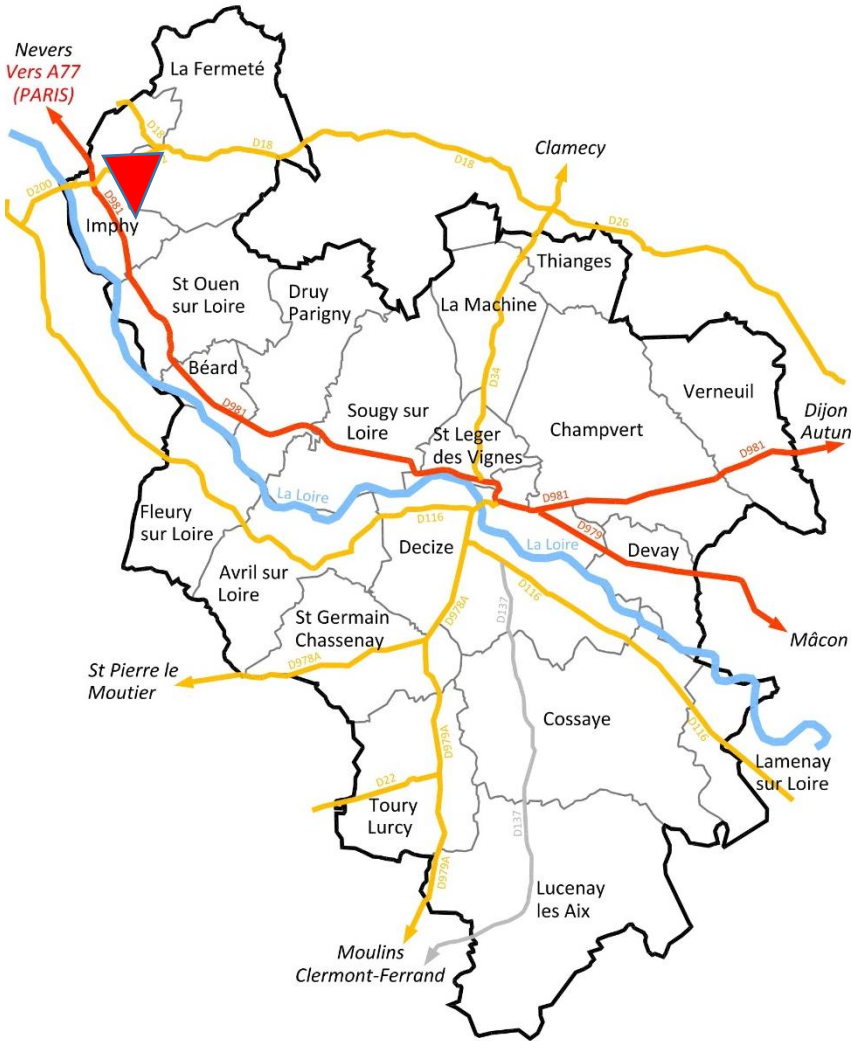 Nevers
Vers A77
(PARIS)
La Fermeté
D18
D18
D18
Clamecy
D200
D981
Imphy
D26
Thianges
St Ouen
sur Loire
Druy
Parigny
La Machine
D34
Béard
D981
Verneuil
Sougy sur
Loire
St Leger
des Vignes
Champvert
Dijon
Autun
D981
La Loire
D981
D116
Fleury
sur Loire
Decize
La Loire
D979
Devay
Avril sur
Loire
D137
D116
St Germain
Chassenay
D978A
D978A
Mâcon
St Pierre le
Moutier
Cossaye
D979A
D116
Lamenay
sur Loire
D22
Toury
Lurcy
D137
D979A
Lucenay
les Aix
Moulins
Clermont-Ferrand